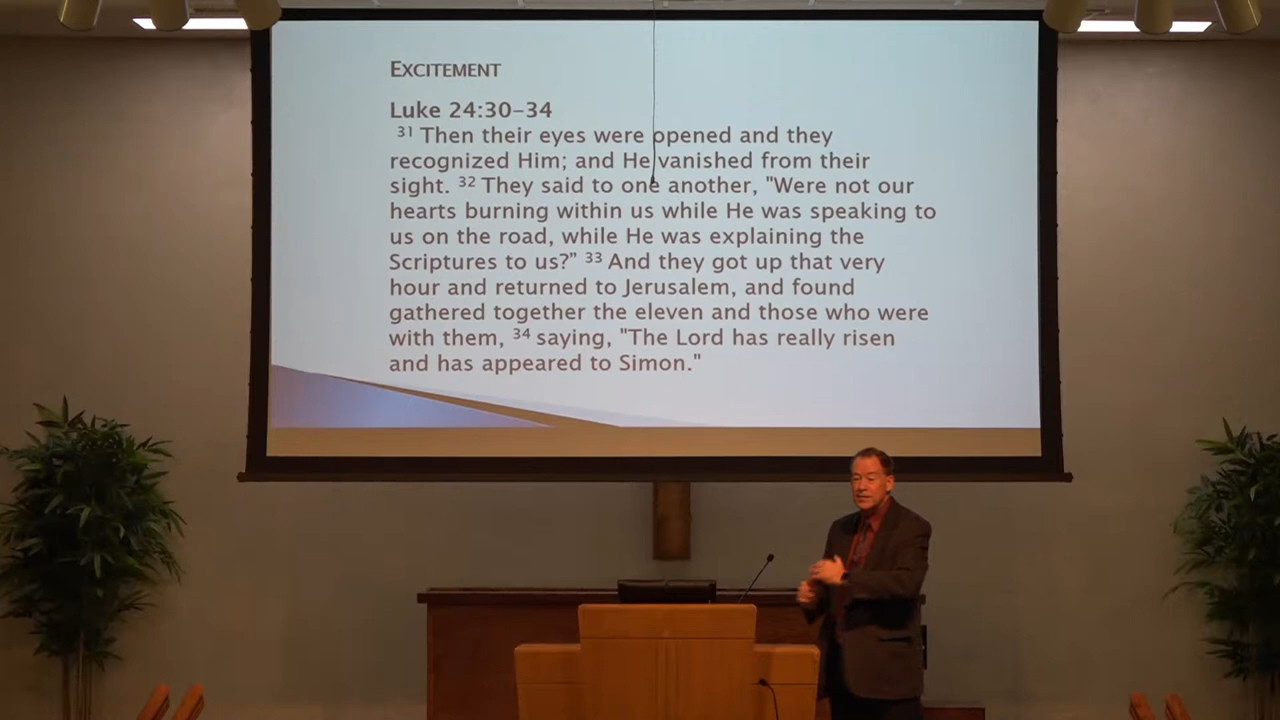 EXCITEMENT
Luke 24:30-34
31 Then their eyes were opened and they
recognized Him; and He vanished from their
sight. 32 They said to one another, "Were not our
hearts burning within us while He was speaking to
us on the road, while He was explaining the
Scriptures to us?” 33 And they got up that very
hour and returned to Jerusalem, and found
gathered together the eleven and those who were
with them, 34 saying, "The Lord has really risen
and has appeared to Simon."